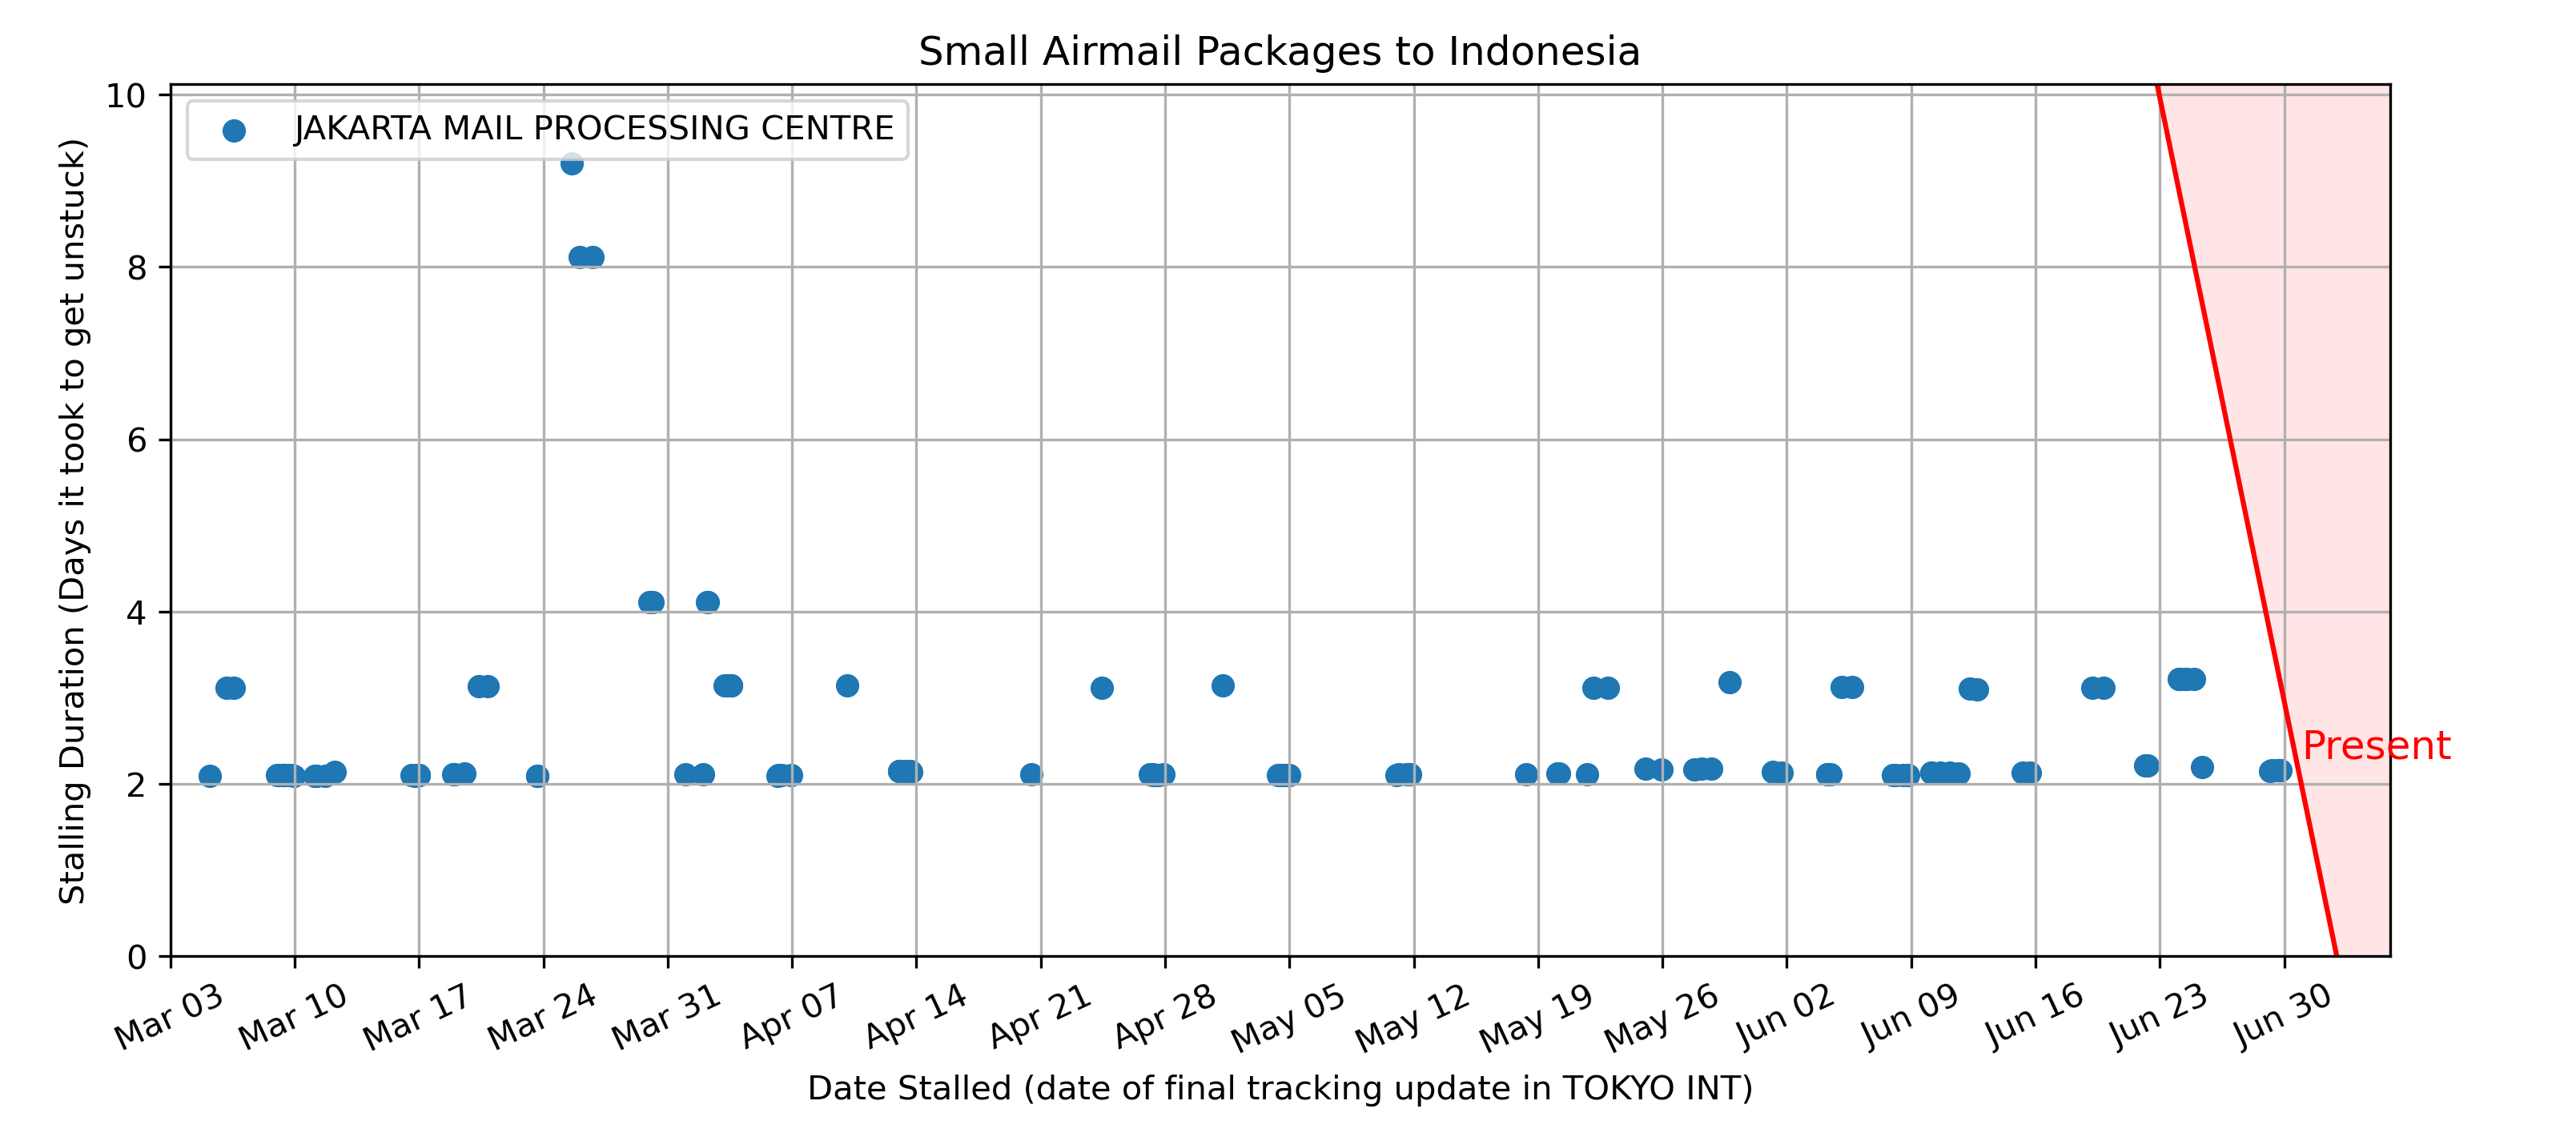 Small Airmail Packages to Indonesia
JAKARTA MAIL PROCESSING CENTRE
Stalling Duration (Days it took to get unstuck)
10
8
6
4
2
0
Present
Mar 03
Mar 10
Mar 17
Mar 24
Mar 31
Apr 07
Apr 14
Apr 21
Apr 28
May 05
May 12
May 19
May 26
Jun 02
Jun 09
Jun 16
Jun 23
Jun 30
Date Stalled (date of final tracking update in TOKYO INT)